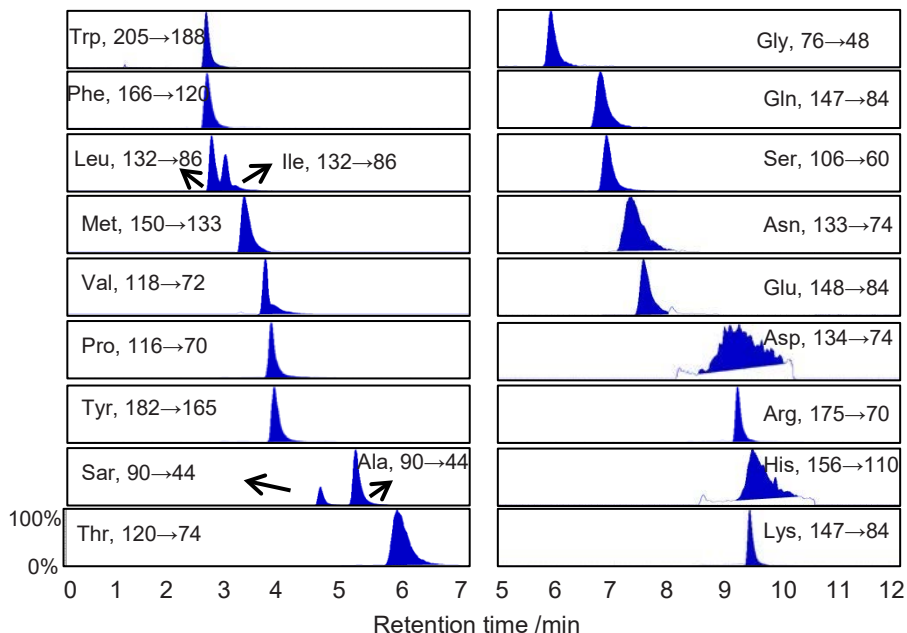 Trp, 205→188
Phe, 166→120
Leu, 132→86
Ile, 132→86
Met, 150→133
Val, 118→72
Pro, 116→70
Tyr, 182→165
Sar, 90→44
Ala, 90→44
100%
Thr, 120→74
0%
0 1 2 3 4 5 6 7
Gly, 76→48
Gln, 147→84
Ser, 106→60
Asn, 133→74
Glu, 148→84
Asp, 134→74
Arg, 175→70
His, 156→110
Lys, 147→84
5 6 7 8 9 10 11 12
Retention time /min